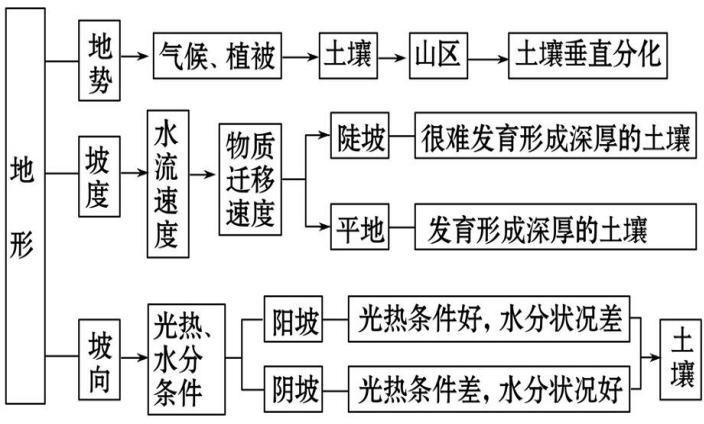 地形
地势
气候、植被
土壤
山区
土壤垂直分化
坡度
水流速度
物质
迁移
速度
陡坡
很难发育形成深厚的土壤
平地
发育形成深厚的土壤
坡向
光热、
水分
条件
阳坡
光热条件好，水分状况差
阴坡
光热条件差，水分状况好
土壤